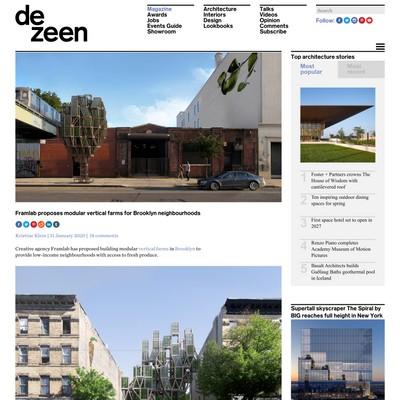 de
zeen
Magazine
Awards
Jobs
Events Guide
Showroom
Architecture
Interiors
Design
Lookbooks
Talks
Videos
Opinion
Comments
Subscribe
Search
Follow:
Top architecture stories
Most
popular
Most
recent
1 Foster + Partners crowns The
House of Wisdom with
cantilevered roof
2 Ten inspiring outdoor dining
spaces for spring
3 First space hotel set to open in
2027
4 Renzo Piano completes
Academy Museum of Motion
Pictures
5 Basalt Architects builds
Guðlaug Baths geothermal pool
in Iceland
Framlab proposes modular vertical farms for Brooklyn neighbourhoods
Kristine Klein | 31 January 2020 | 18 comments
Creative agency Framlab has proposed building modular vertical farms in Brooklyn to
provide low-income neighbourhoods with access to fresh produce.
Supertall skyscraper The Spiral by
BIG reaches full height in New York